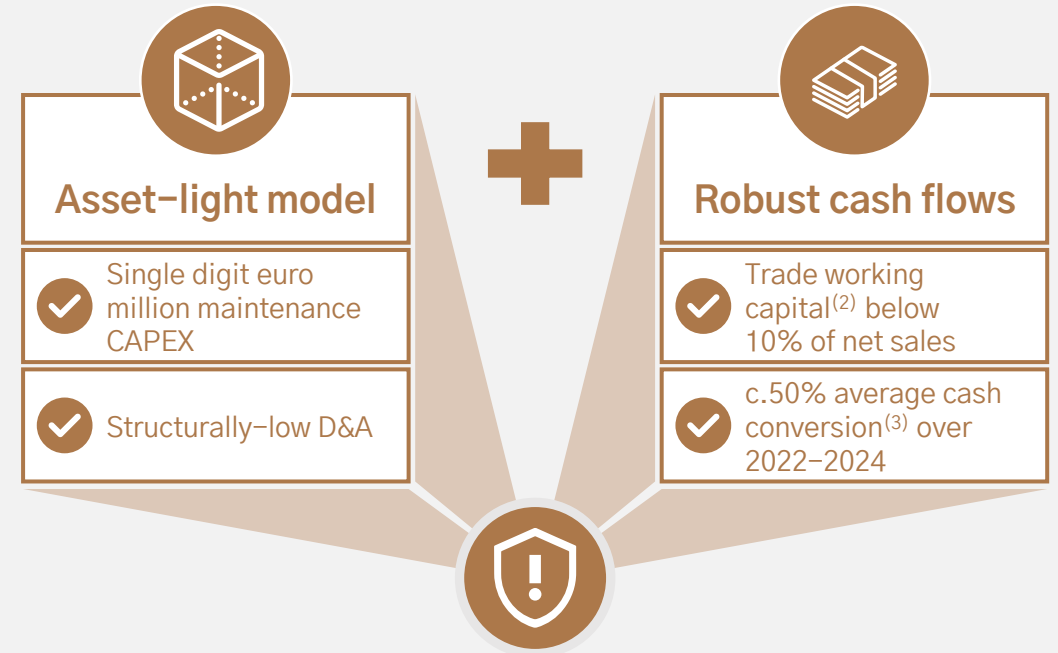 Asset-light model
Single digit euro
million maintenance
CAPEX
Structurally-low D&A
Robust cash flows
Trade working
capital(2) below
10% of net sales
c.50% average cash
conversion(3) over
2022-2024